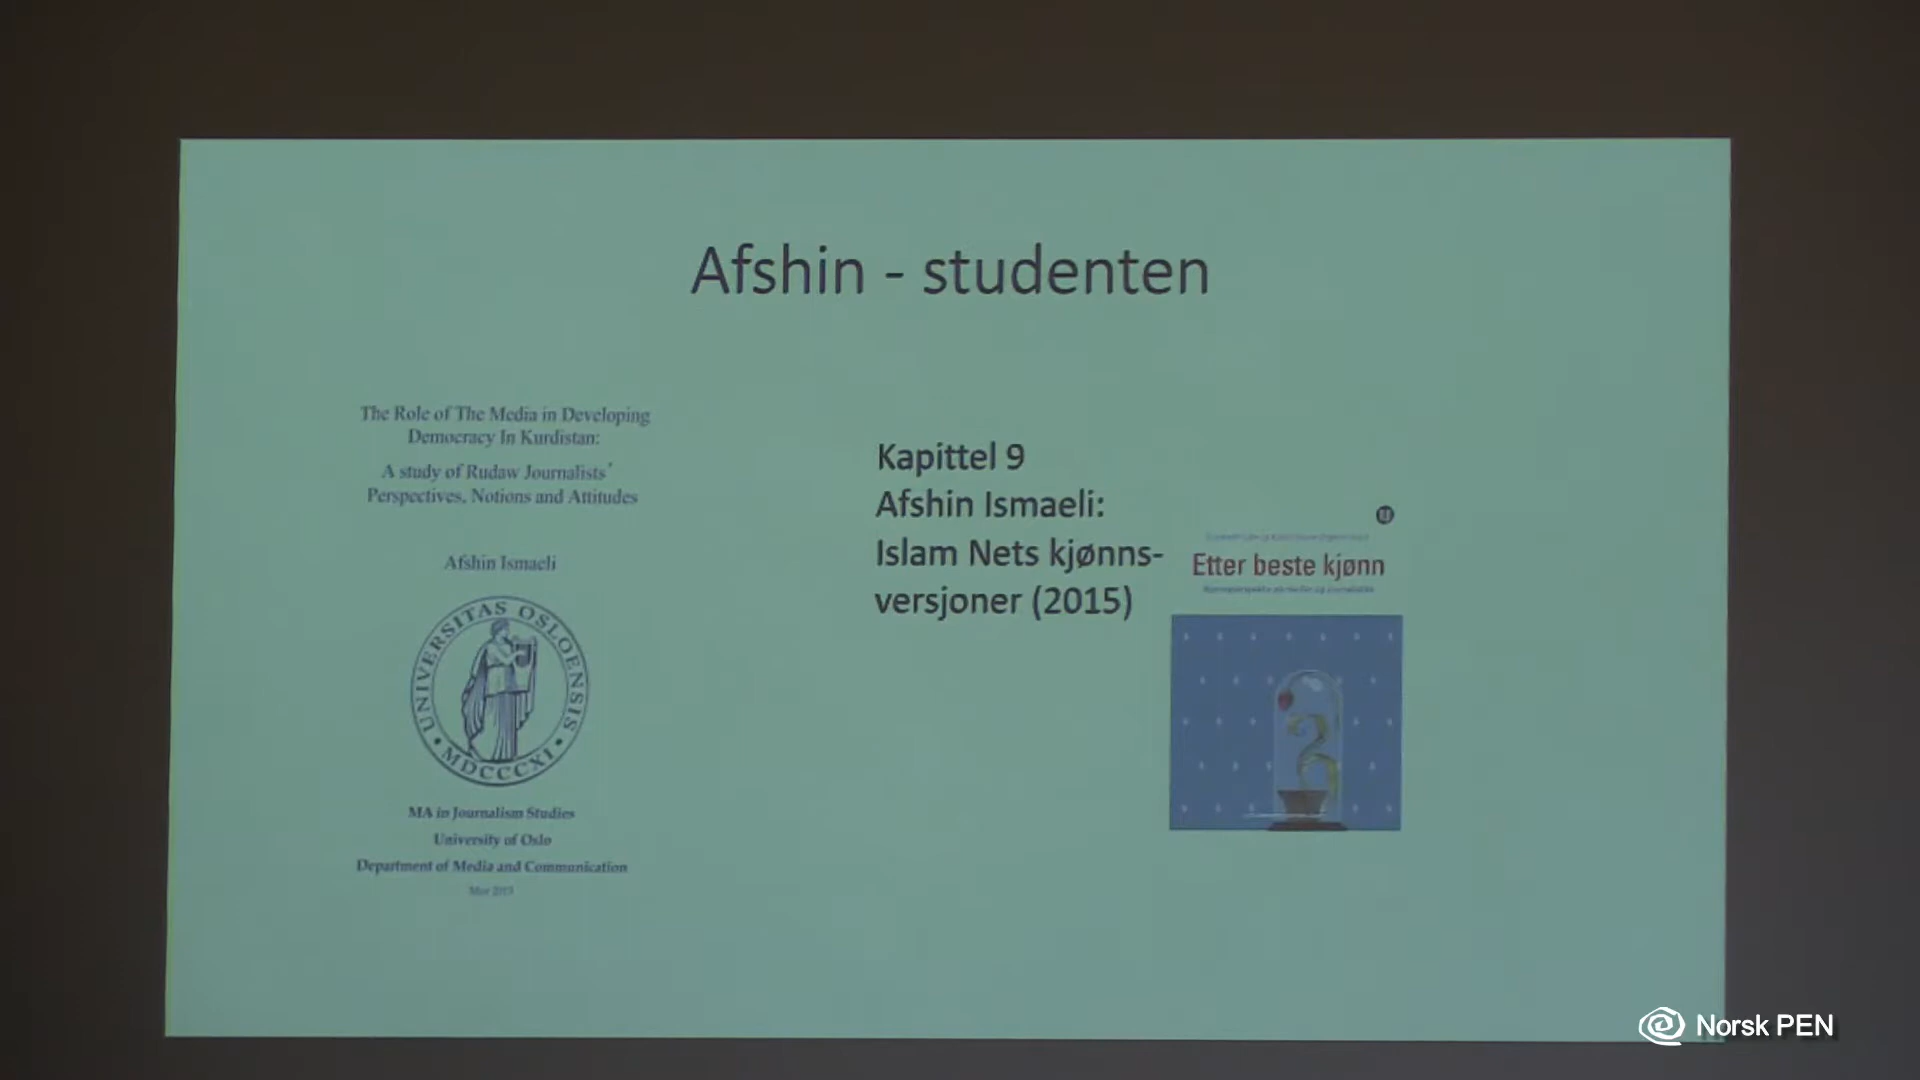 Afshin - studenten
The Role of The Media in Developing
Democracy In Kurdistan:
A study of Rudaw Journalists'
Perspectives, Notions and Attitudes
Afshin Ismaeli
UNIVERSITAS OSLOENSIS
MDCCCXI
MA in Journalism Studies
University of Oslo
Department of Media and Communication
Kapittel 9
Afshin Ismaeli:
Islam Nets kjønns-
versjoner (2015)
Etter beste kjønn
Norsk PEN